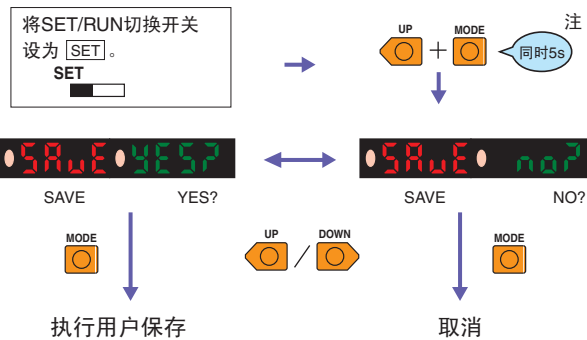 将SET/RUN切换开关
设为 SET 。
SET
UP + MODE
同时5s
注
SAvE YES?
SAvE no?
SAVE YES?
SAVE NO?
MODE
UP / DOWN
MODE
执行用户保存
取消